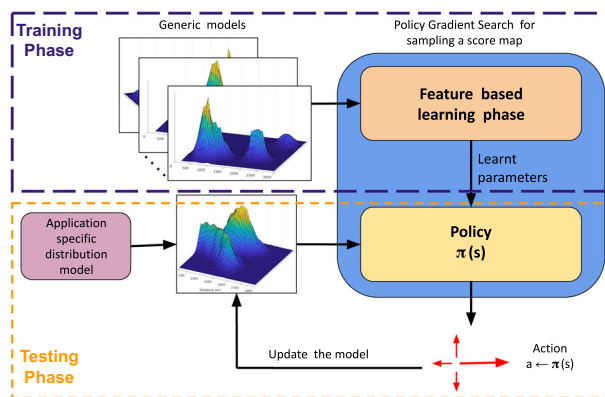 Training
Phase
Generic models
Policy Gradient Search for
sampling a score map
Feature based
learning phase
Learnt
parameters
Application
specific
distribution
model
Policy
π(s)
Update the model
Action
a ← π(s)
Testing
Phase